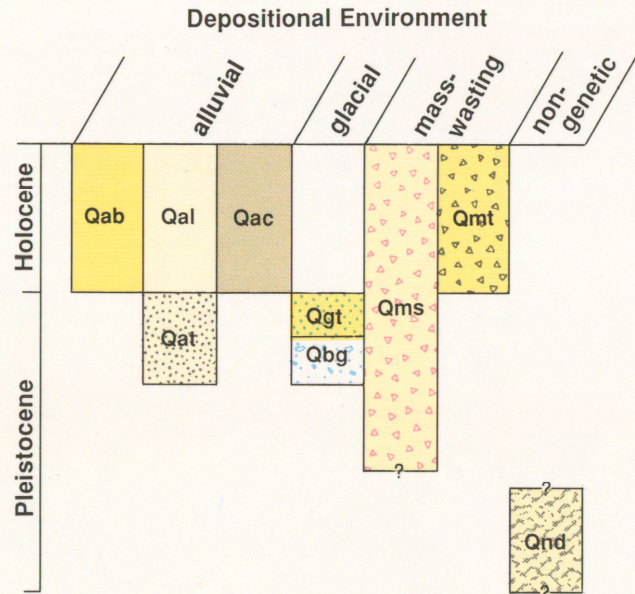 Depositional Environment
alluvial
glacial
mass-
wasting
non-
genetic
Holocene
Qab
Qal
Qac
Qmt
Pleistocene
Qat
Qgt
Qbg
Qms
?
?
Qnd
?